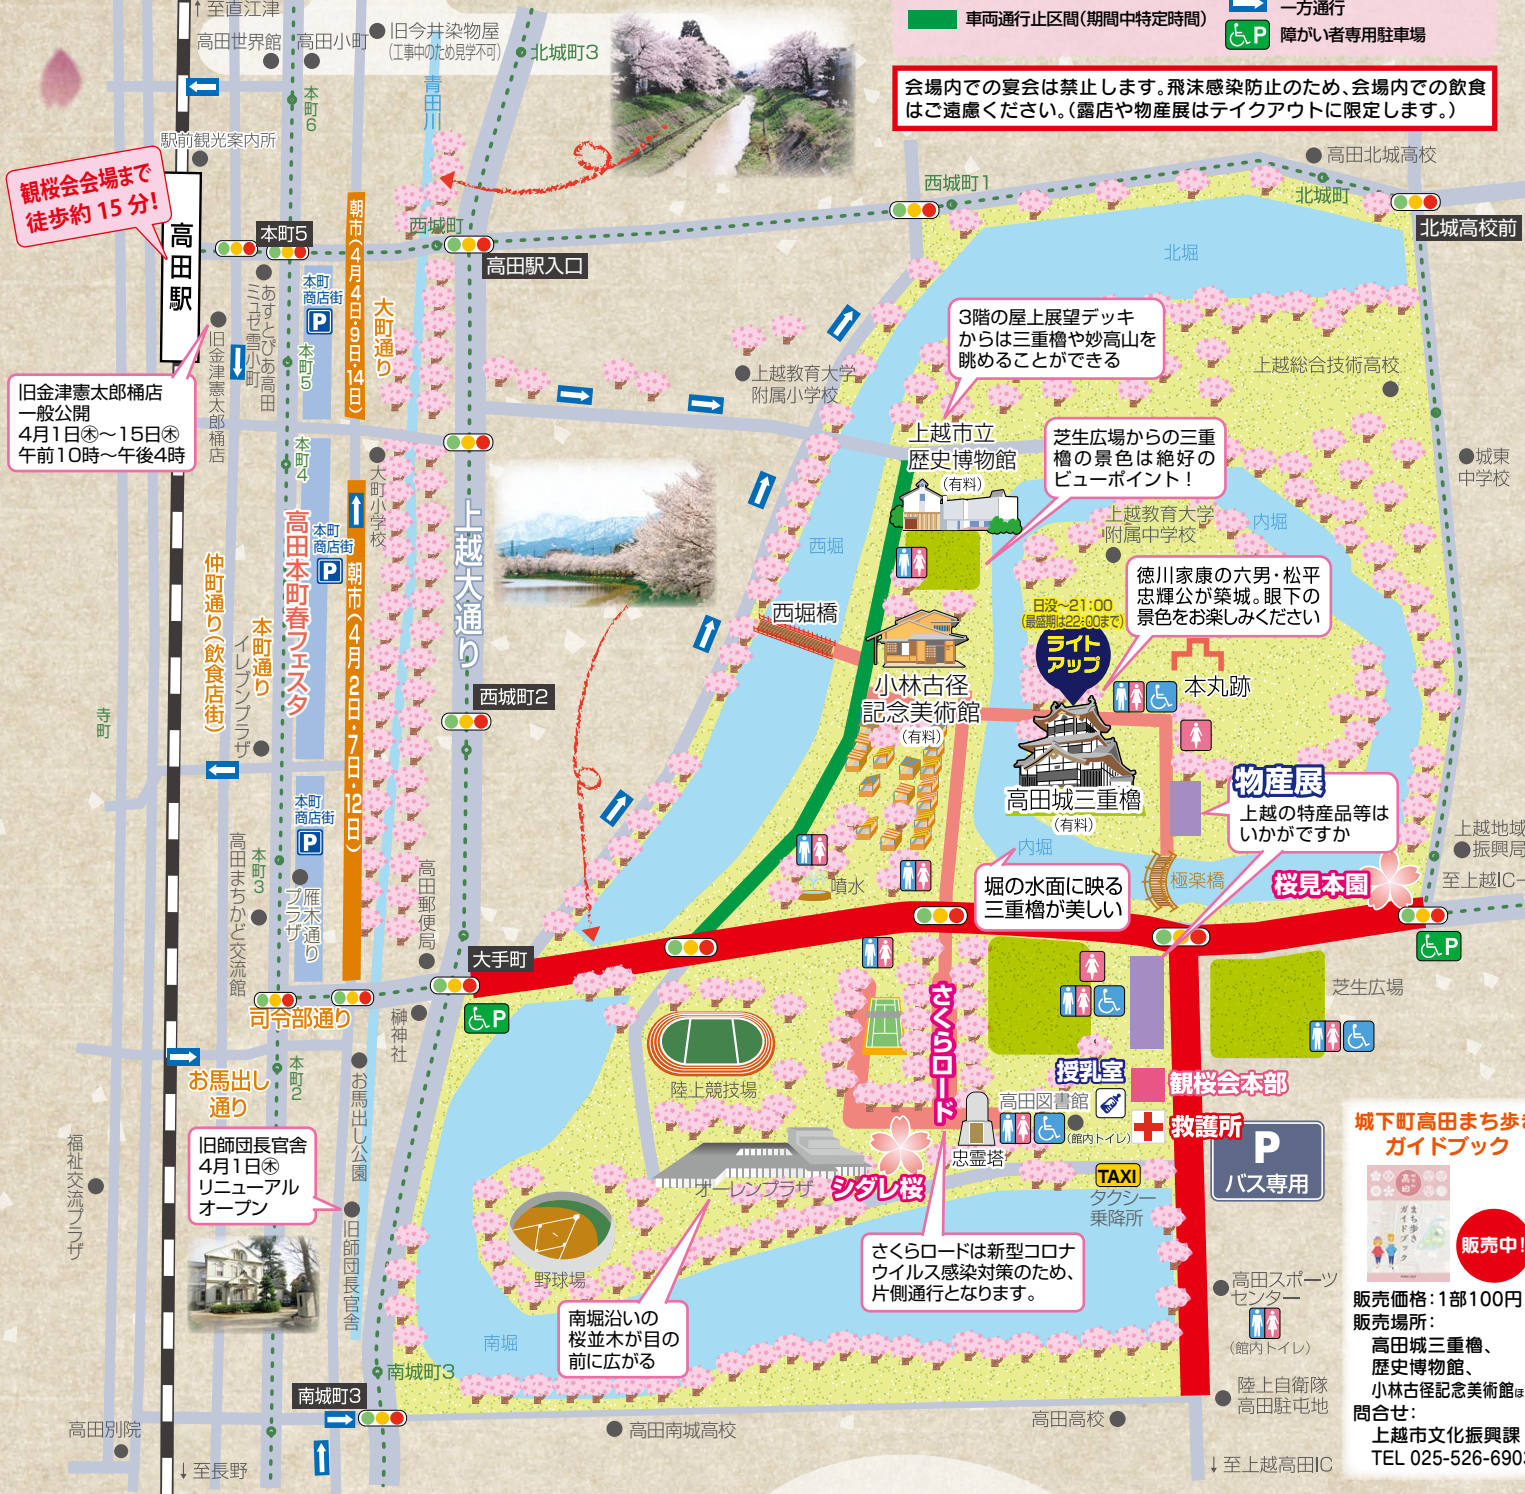 ↑至直江津
高田世界館
高田小町
旧今井染物屋
(工事中のため見学不可)
北城町3
青田川
本町6
駅前観光案内所
車両通行止区間(期間中特定時間)
一方通行
P
障がい者専用駐車場
会場内での宴会は禁止します。飛沫感染防止のため、会場内での飲食
はご遠慮ください。(露店や物産展はテイクアウトに限定します。)
観桜会会場まで
徒歩約15分!
高田駅
本町5
西城町
高田駅入口
西城町1
北城町
高田北城高校
北城高校前
北堀
朝市(4月4日・9日・14日)
大町通り
本町
商店街
P
あすとぴあ高田
ミュゼ雪小町
旧金津憲太郎桶店
本町5
旧金津憲太郎桶店
一般公開
4月1日㊍〜15日㊍
午前10時〜午後4時
本町4
大町小学校
上越教育大学
附属小学校
3階の屋上展望デッキ
からは三重櫓や妙高山を
眺めることができる
上越総合技術高校
上越市立
歴史博物館
(有料)
芝生広場からの三重
櫓の景色は絶好の
ビューポイント!
城東
中学校
上越教育大学
附属中学校
内堀
西堀
高田本町春フェスタ
本町
商店街
P
朝市(4月2日・7日・12日)
上越大通り
仲町通り(飲食店街)
本町通り
イレブンプラザ
寺町
西城町2
西堀橋
日没〜21:00
(最盛期は22:00まで)
ライト
アップ
徳川家康の六男・松平
忠輝公が築城。眼下の
景色をお楽しみください
本丸跡
小林古径
記念美術館
(有料)
高田城三重櫓
(有料)
物産展
上越の特産品等は
いかがですか
上越地域
振興局
至上越IC
本町
商店街
P
高田まちかど交流館
本町3
雁木通り
プラザ
高田郵便局
噴水
内堀
堀の水面に映る
三重櫓が美しい
極楽橋
桜見本園
P
大手町
P
司令部通り
榊神社
お馬出し
通り
本町2
お馬出し公園
陸上競技場
さくらロード
芝生広場
授乳室
観桜会本部
高田図書館
(館内トイレ)
救護所
忠霊塔
P
バス専用
TAXI
タクシー
乗降所
オーレンプラザ
シダレ桜
福祉交流プラザ
旧師団長官舎
4月1日㊍
リニューアル
オープン
旧師団長官舎
野球場
南堀
南堀沿いの
桜並木が目の
前に広がる
さくらロードは新型コロナ
ウイルス感染対策のため、
片側通行となります。
高田スポーツ
センター
(館内トイレ)
陸上自衛隊
高田駐屯地
南城町3
南城町3
高田別院
↓至長野
高田南城高校
高田高校
↓至上越高田IC
城下町高田まち歩き
ガイドブック
高田
まち歩き
ガイドブック
販売中!
販売価格:1部100円
販売場所:
高田城三重櫓、
歴史博物館、
小林古径記念美術館ほ
問合せ:
上越市文化振興課
TEL 025-526-6903